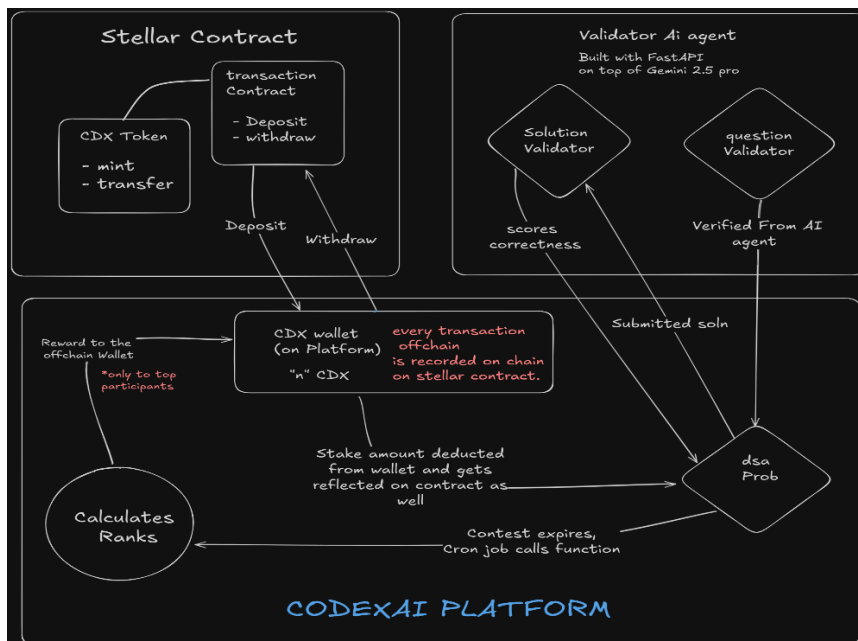 Stellar Contract
transaction
Contract
- Deposit
- withdraw
CDX Token
- mint
- transfer
Deposit
Withdraw
Validator Ai agent
Built with FastAPI
on top of Gemini 2.5 pro
Solution
Validator
question
Validator
scores
correctness
Verified From AI
agent
Submitted soln
CDX wallet
(on Platform)
"n" CDX
every transaction
offchain
is recorded on chain
on stellar contract.
Reward to the
offchain Wallet
*only to top
participants
Stake amount deducted
from wallet and gets
reflected on contract as
well
dsa
Prob
Calculates
Ranks
Contest expires,
Cron job calls function
CODEXAI PLATFORM